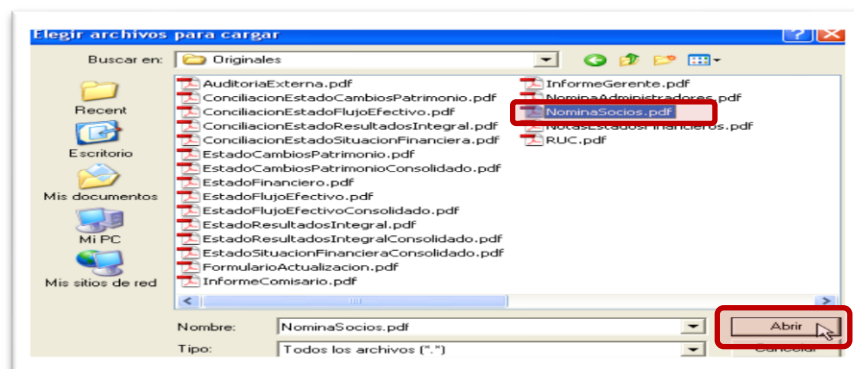 Elegir archivos para cargar
Buscar en:
Originales
Recent
Escritorio
Mis documentos
Mi PC
Mis sitios de red
AuditoriaExterna.pdf
ConciliacionEstadoCambiosPatrimonio.pdf
ConciliacionEstadoFlujoEfectivo.pdf
ConciliacionEstadoResultadosIntegral.pdf
ConciliacionEstadoSituacionFinanciera.pdf
EstadoCambiosPatrimonio.pdf
EstadoCambiosPatrimonioConsolidado.pdf
EstadoFinanciero.pdf
EstadoFlujoEfectivo.pdf
EstadoFlujoEfectivoConsolidado.pdf
EstadoResultadosIntegral.pdf
EstadoResultadosIntegralConsolidado.pdf
EstadoSituacionFinancieraConsolidado.pdf
FormularioActualizacion.pdf
InformeComisario.pdf
InformeGerente.pdf
NominaAdministradores.pdf
NominaSocios.pdf
NotasEstadosFinancieros.pdf
RUC.pdf
Nombre:
NominaSocios.pdf
Abrir
Tipo:
Todos los archivos (*.*)
Cancelar